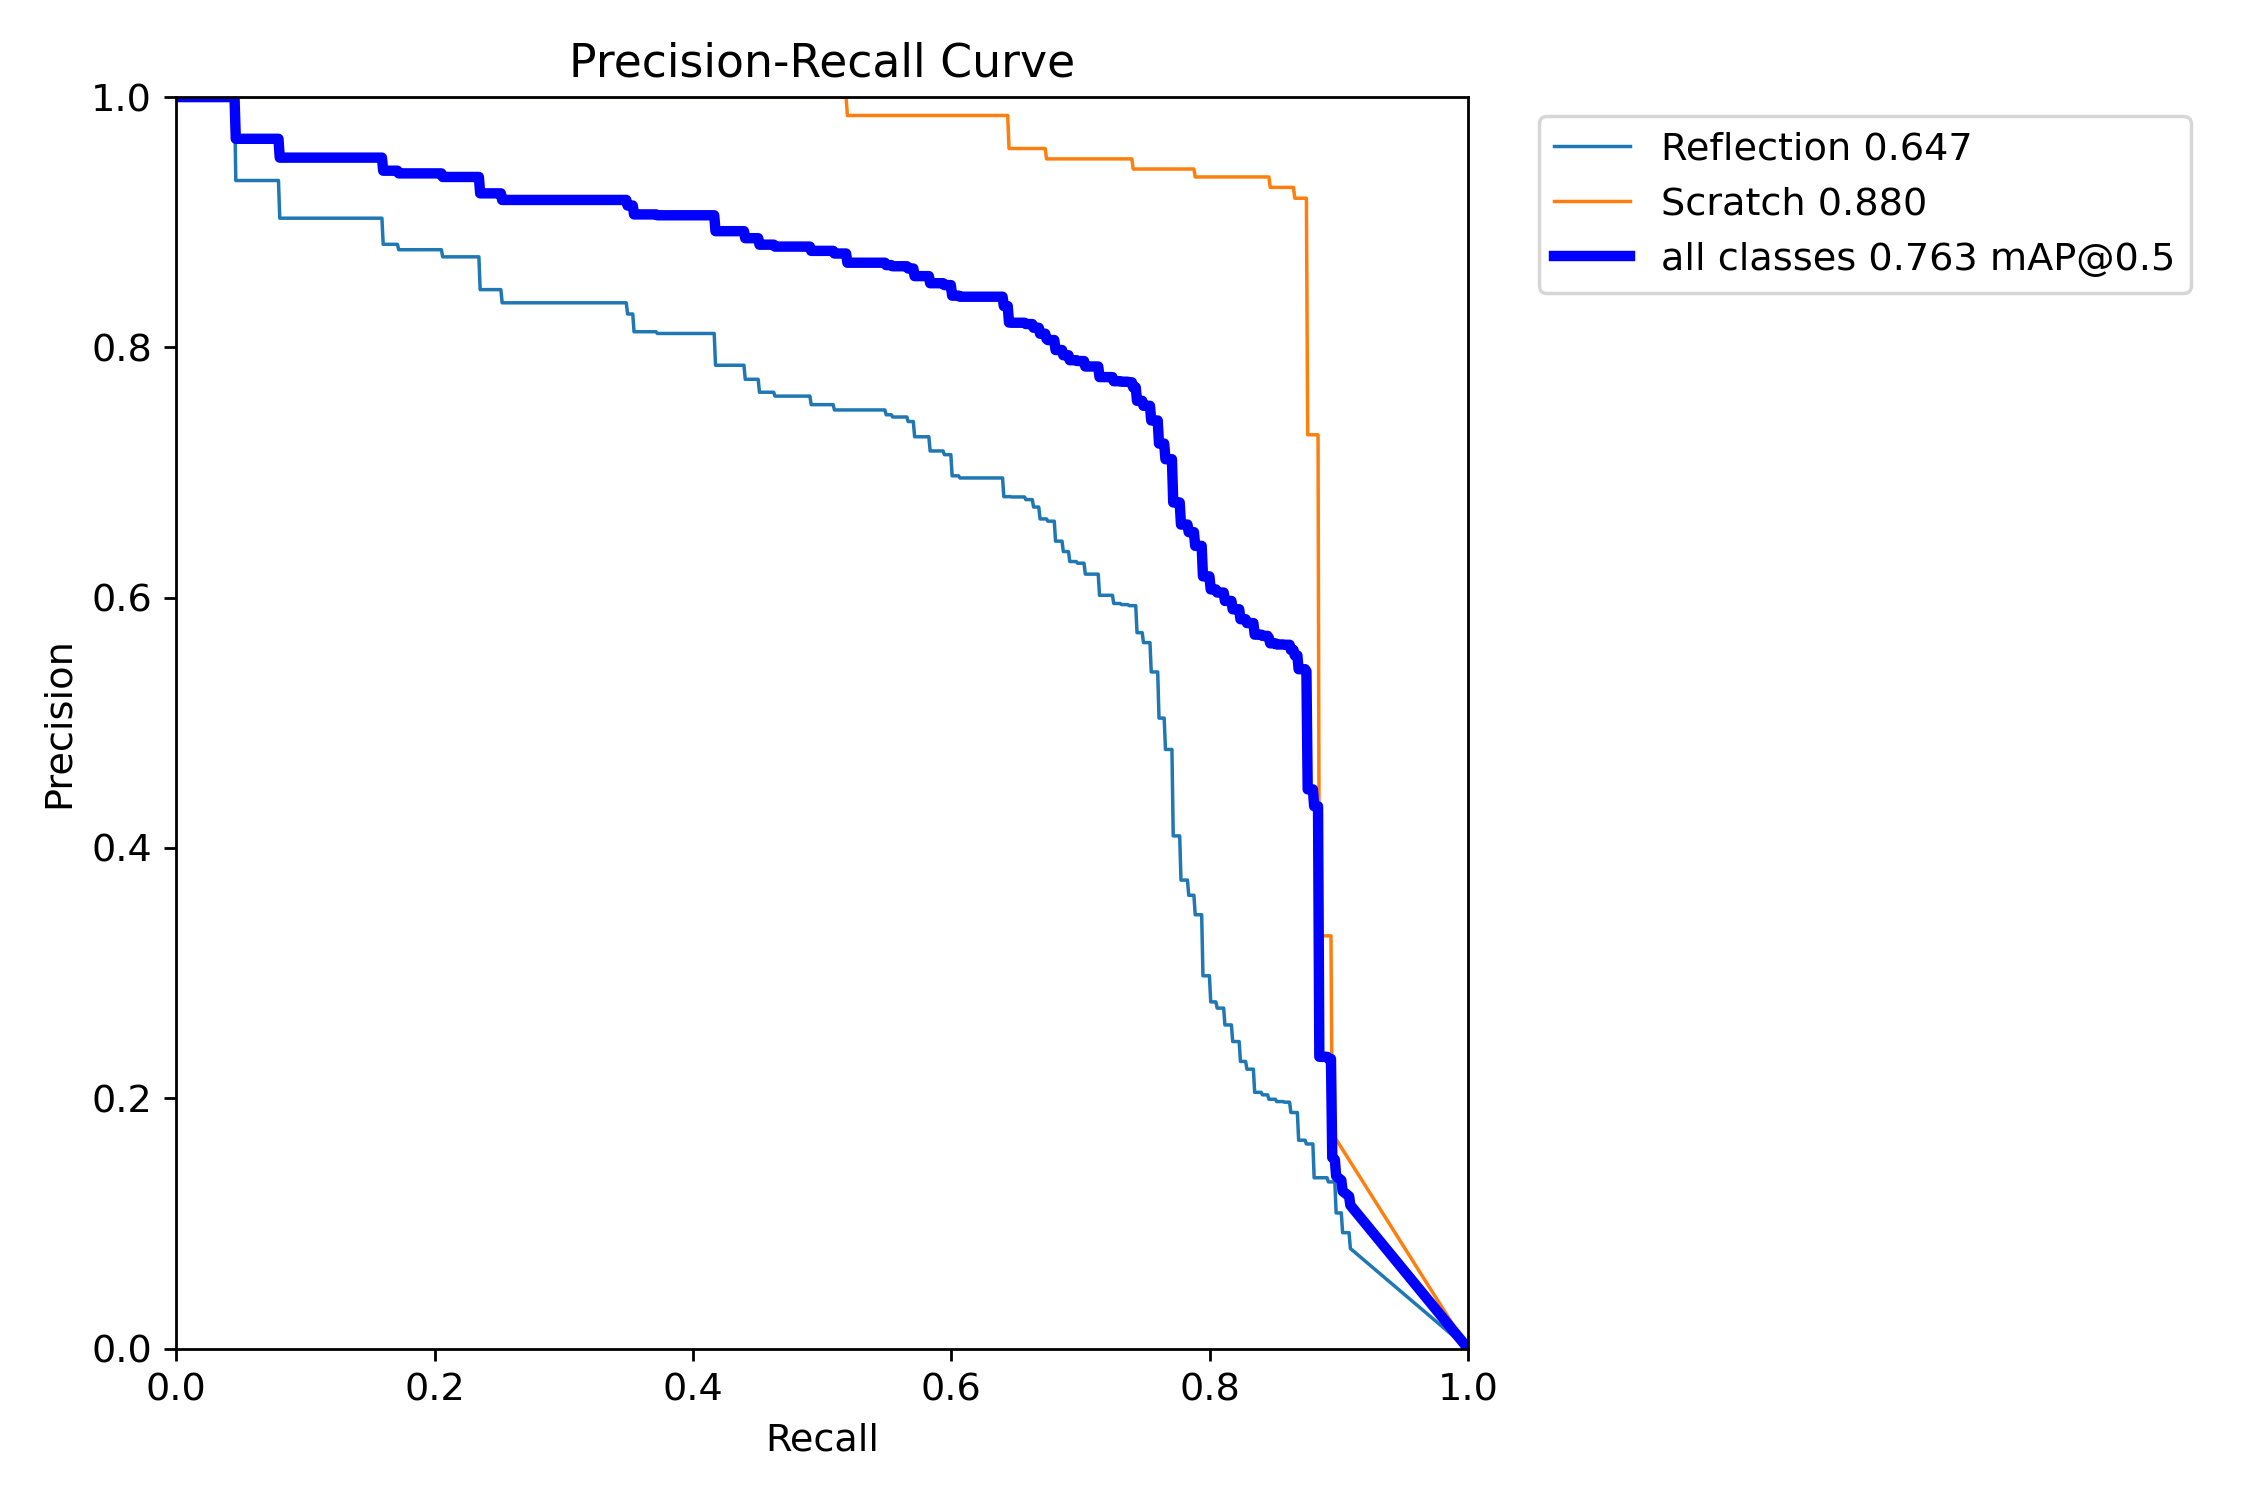 Precision-Recall Curve
1.0
0.8
0.6
0.4
0.2
0.0
Precision
0.0 0.2 0.4 0.6 0.8 1.0
Recall
Reflection 0.647
Scratch 0.880
all classes 0.763 mAP@0.5